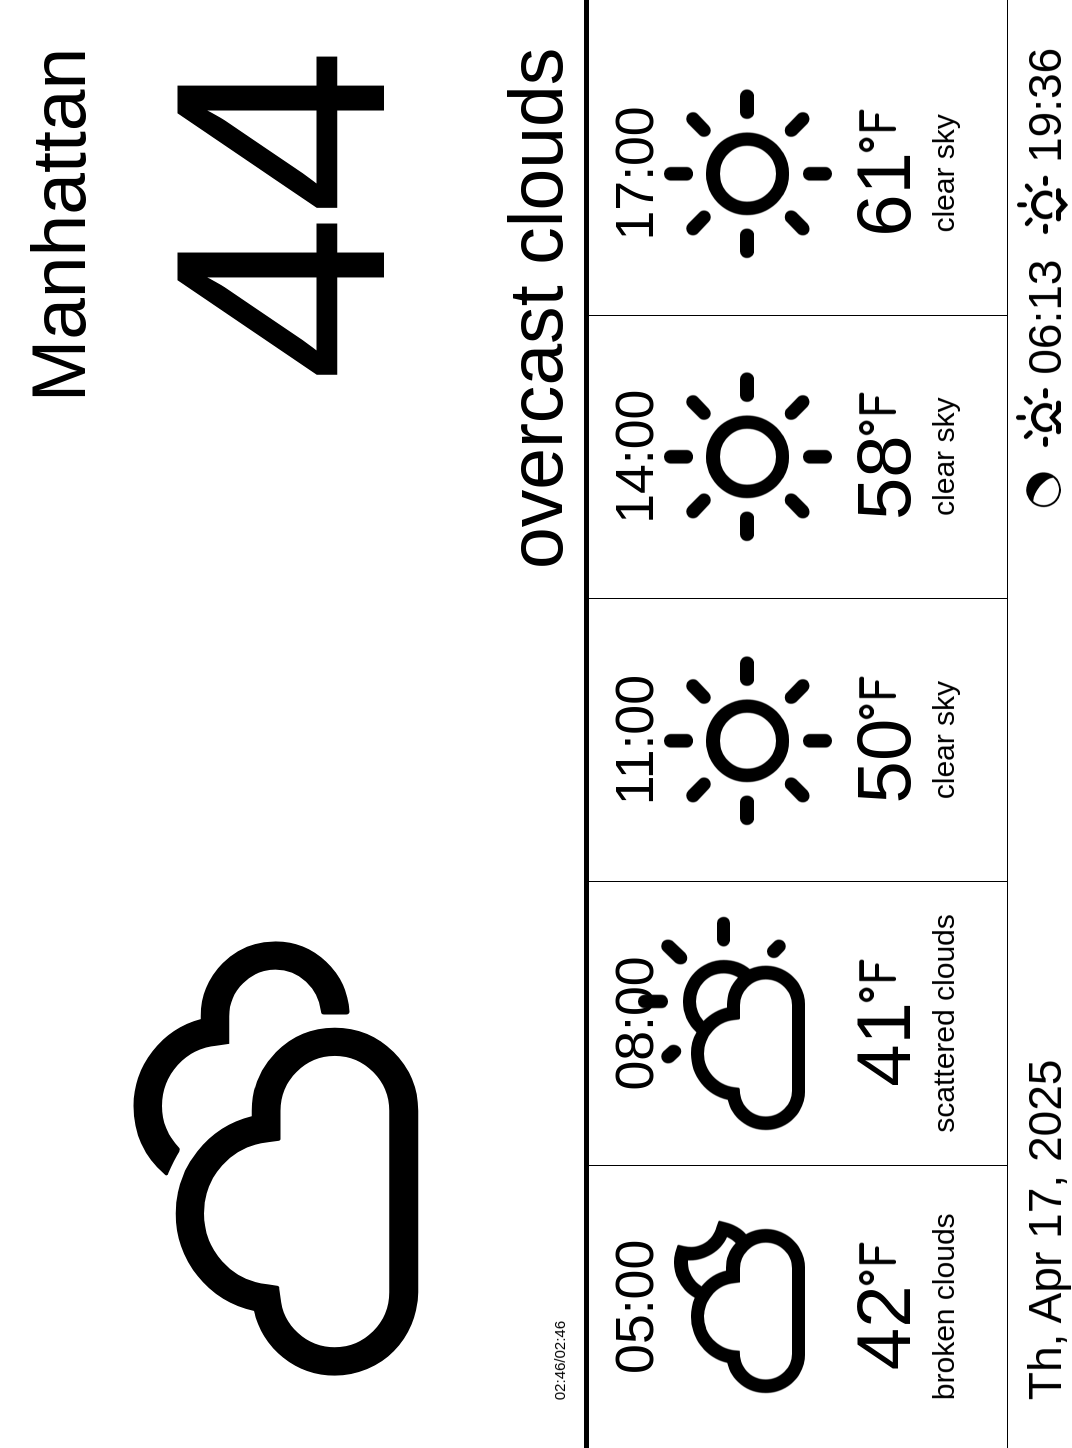 Manhattan
44
overcast clouds
02:46/02:46
05:00
42°F
broken clouds
08:00
41°F
scattered clouds
11:00
50°F
clear sky
14:00
58°F
clear sky
17:00
61°F
clear sky
Th, Apr 17, 2025
06:13 19:36